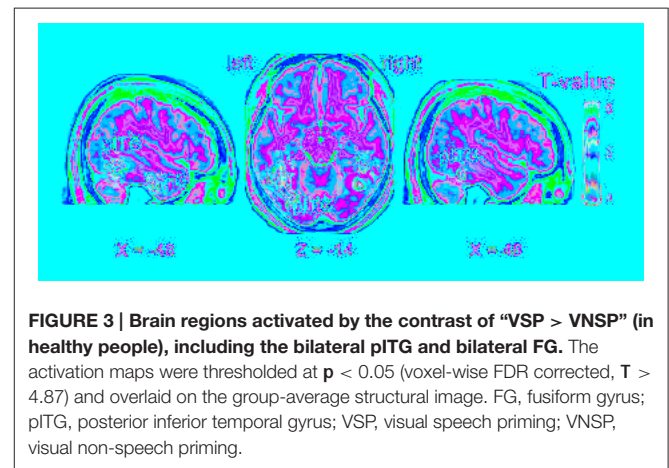 left
right
T-value
FIGURE 3 | Brain regions activated by the contrast of “VSP > VNSP” (in
healthy people), including the bilateral pITG and bilateral FG. The
activation maps were thresholded at p < 0.05 (voxel-wise FDR corrected, T >
4.87) and overlaid on the group-average structural image. FG, fusiform gyrus;
pITG, posterior inferior temporal gyrus; VSP, visual speech priming; VNSP,
visual non-speech priming.